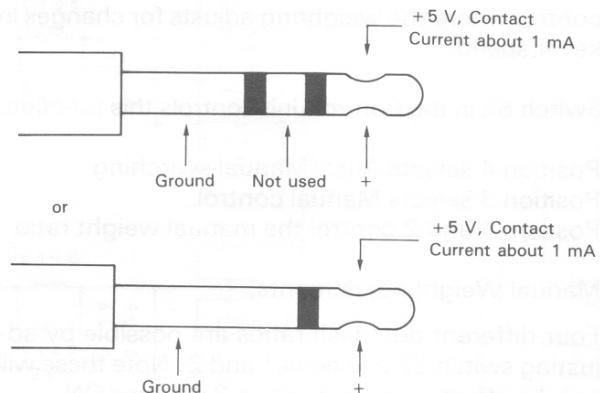 +5 V, Contact
Current about 1 mA
Ground Not used +
or
+5 V, Contact
Current about 1 mA
Ground +